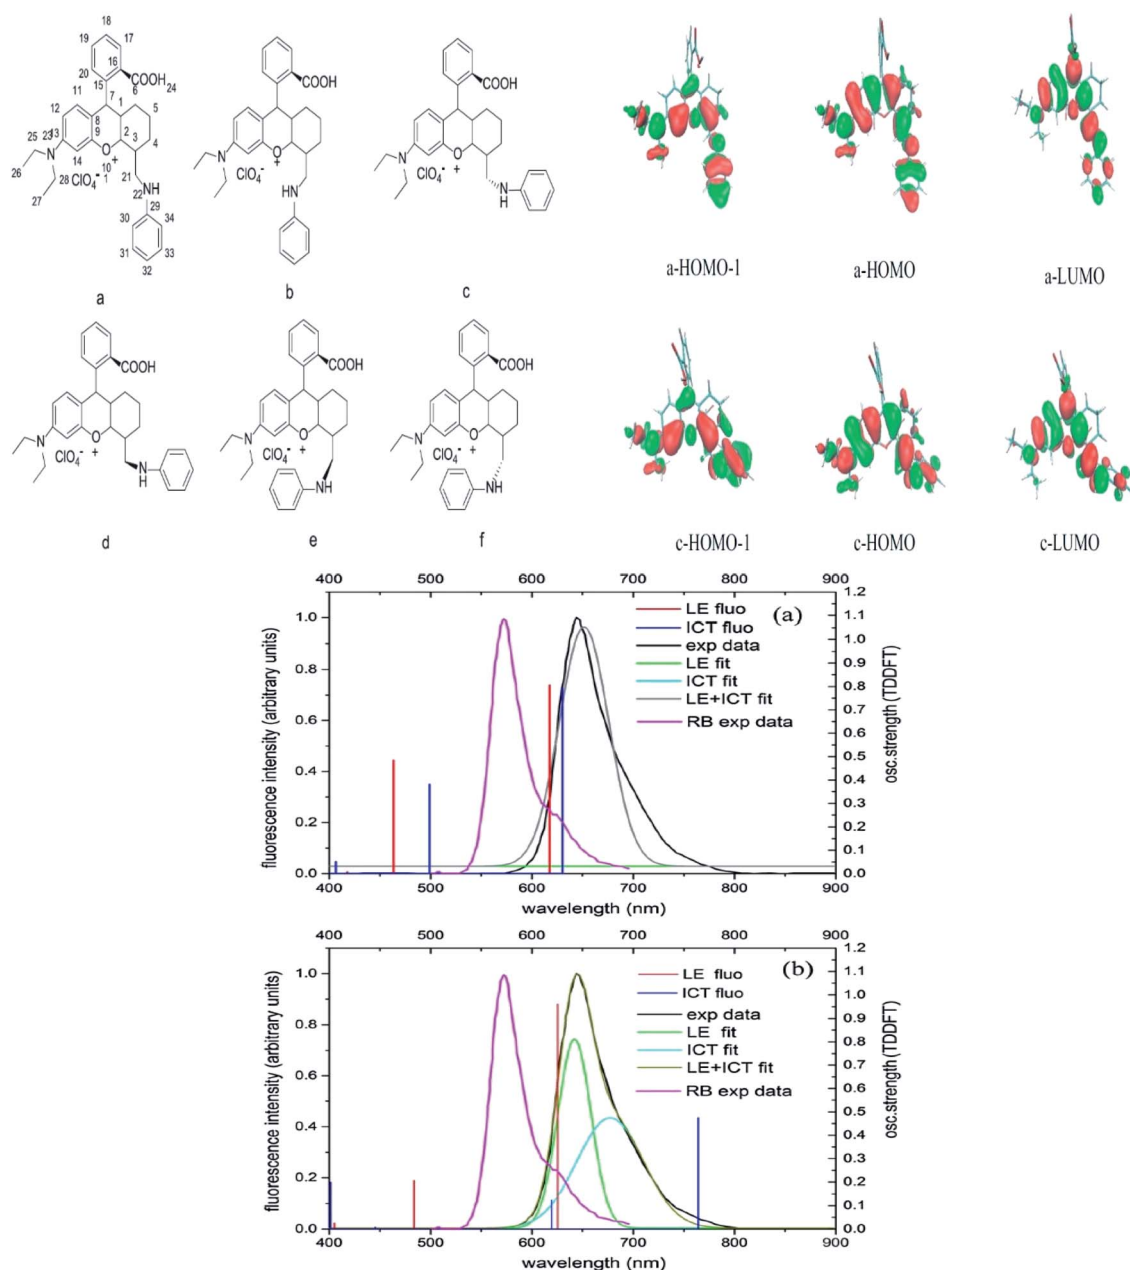 18
19
17
20
16
15
COOH
6
24
11
7
12
1
5
8
25
23
13
9
2
3
4
N
14
O
10
+
1
26
28
ClO4-
21
27
22
NH
29
30
34
31
33
32
a
COOH
N
O
+
ClO4-
HN
b
COOH
N
O
ClO4-
+
NH
c
a-HOMO-1
a-HOMO
a-LUMO
COOH
N
O
ClO4-
+
NH
d
COOH
N
O
ClO4-
+
NH
e
COOH
N
O
ClO4-
+
NH
f
c-HOMO-1
c-HOMO
c-LUMO
400 500 600 700 800 900
(a)
LE fluo
ICT fluo
exp data
LE fit
ICT fit
LE+ICT fit
RB exp data
fluorescence intensity (arbitrary units)
1.0
0.8
0.6
0.4
0.2
0.0
osc.strength (TDDFT)
1.2
1.1
1.0
0.9
0.8
0.7
0.6
0.5
0.4
0.3
0.2
0.1
0.0
400 500 600 700 800 900
wavelength (nm)
400 500 600 700 800 900
(b)
LE fluo
ICT fluo
exp data
LE fit
ICT fit
LE+ICT fit
RB exp data
fluorescence intensity (arbitrary units)
1.0
0.8
0.6
0.4
0.2
0.0
osc.strength (TDDFT)
1.2
1.1
1.0
0.9
0.8
0.7
0.6
0.5
0.4
0.3
0.2
0.1
0.0
400 500 600 700 800 900
wavelength (nm)